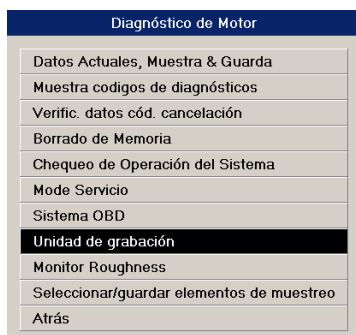 Diagnóstico de Motor
Datos Actuales, Muestra & Guarda
Muestra codigos de diagnósticos
Verific. datos cód. cancelación
Borrado de Memoria
Chequeo de Operación del Sistema
Mode Servicio
Sistema OBD
Unidad de grabación
Monitor Roughness
Seleccionar/guardar elementos de muestreo
Atrás